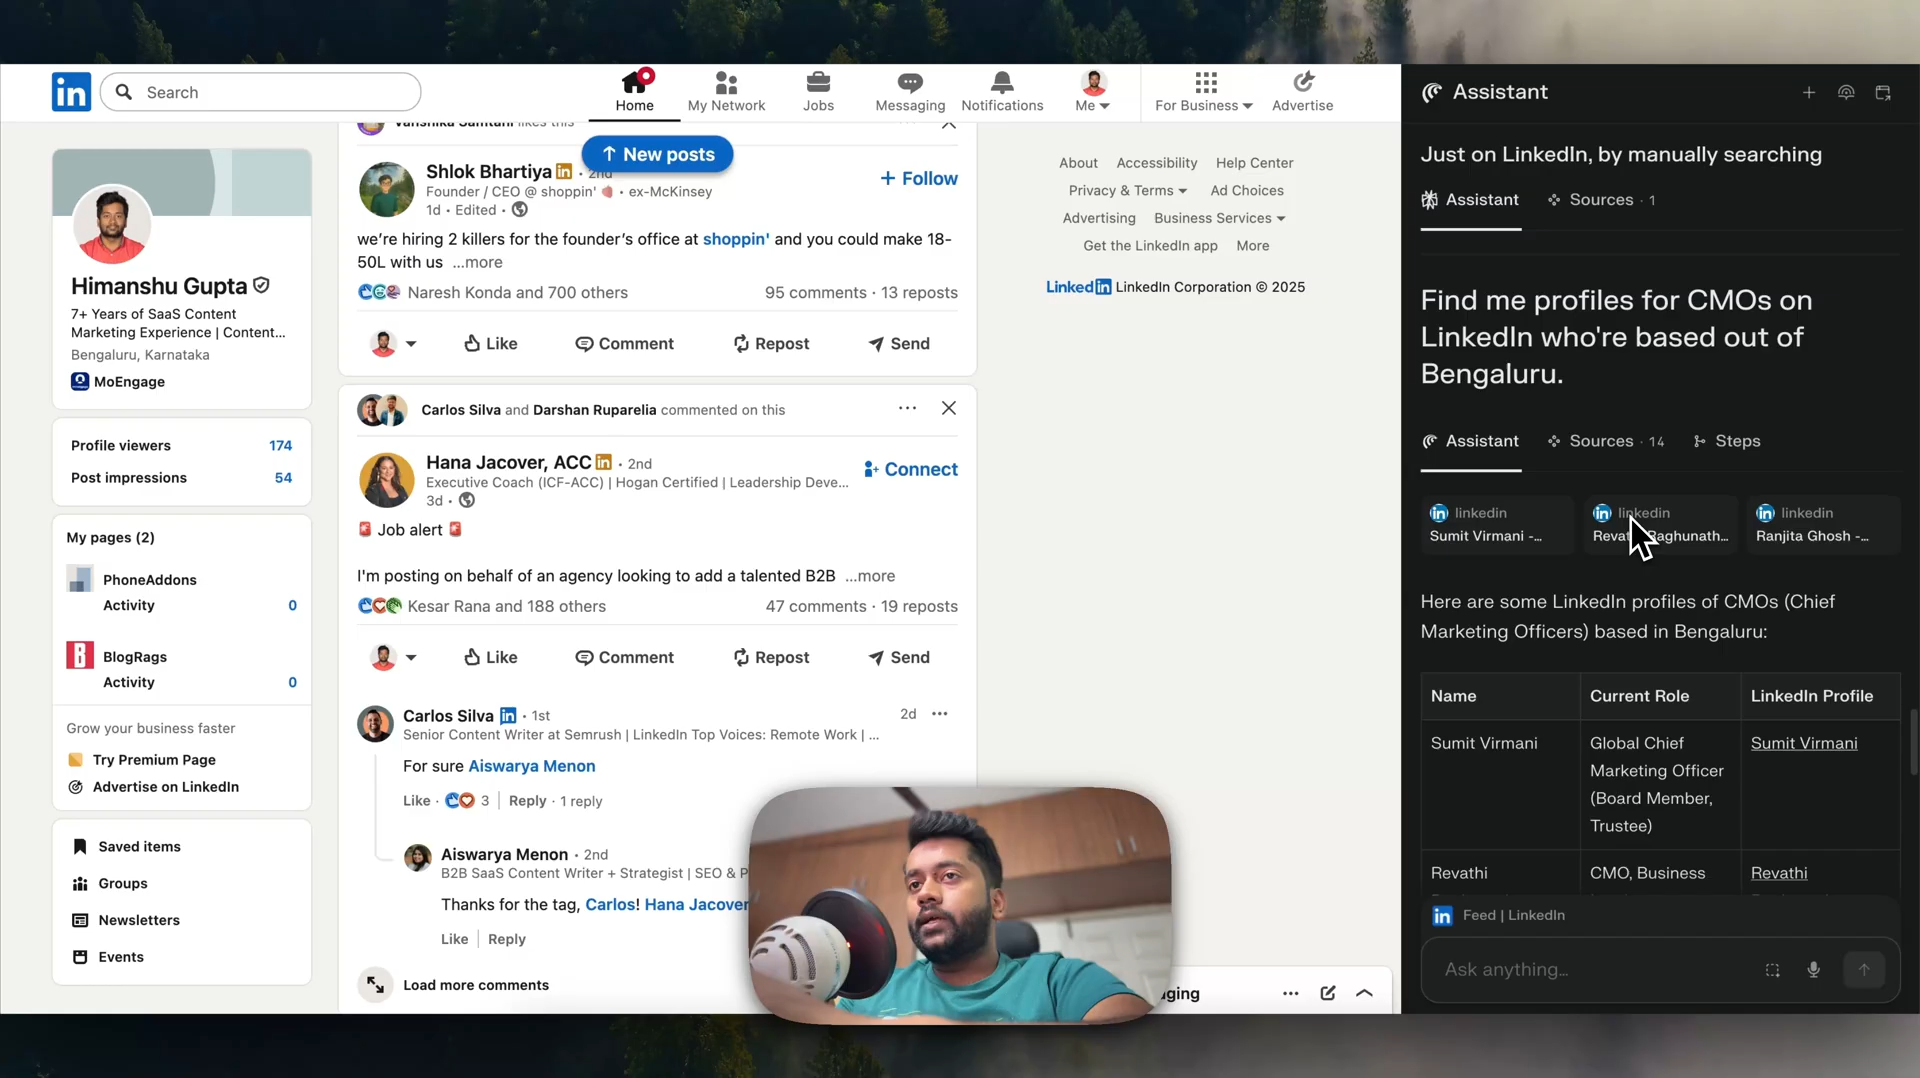 Search
Home
My Network
Jobs
Messaging
Notifications
Me
For Business
Advertise
Himanshu Gupta
7+ Years of SaaS Content
Marketing Experience | Content...
Bengaluru, Karnataka
MoEngage
Profile viewers 174
Post impressions 54
My pages (2)
PhoneAddons
Activity 0
BlogRags
Activity 0
Grow your business faster
Try Premium Page
Advertise on LinkedIn
Saved items
Groups
Newsletters
Events
likes this
New posts
Shlok Bhartiya • 2nd
Founder / CEO @ shoppin' • ex-McKinsey
1d • Edited •
+ Follow
we're hiring 2 killers for the founder's office at shoppin' and you could make 18-
50L with us ...more
Naresh Konda and 700 others 95 comments · 13 reposts
Like Comment Repost Send
Carlos Silva and Darshan Ruparelia commented on this
Hana Jacover, ACC • 2nd
Executive Coach (ICF-ACC) | Hogan Certified | Leadership Deve...
3d •
Connect
Job alert
I'm posting on behalf of an agency looking to add a talented B2B ...more
Kesar Rana and 188 others 47 comments · 19 reposts
Like Comment Repost Send
Carlos Silva • 1st 2d
Senior Content Writer at Semrush | LinkedIn Top Voices: Remote Work | ...
For sure Aiswarya Menon
Like · 3 | Reply · 1 reply
Aiswarya Menon • 2nd
B2B SaaS Content Writer + Strategist | SEO & P
Thanks for the tag, Carlos! Hana Jacover
Like | Reply
Load more comments
About Accessibility Help Center
Privacy & Terms Ad Choices
Advertising Business Services
Get the LinkedIn app More
LinkedIn LinkedIn Corporation © 2025
Assistant
Just on LinkedIn, by manually searching
Assistant Sources · 1
Find me profiles for CMOs on
LinkedIn who're based out of
Bengaluru.
Assistant Sources · 14 Steps
linkedin
Sumit Virmani -...
linkedin
Raghunath...
linkedin
Ranjita Ghosh -...
Here are some LinkedIn profiles of CMOs (Chief
Marketing Officers) based in Bengaluru:
Name Current Role LinkedIn Profile
Sumit Virmani Global Chief Sumit Virmani
Marketing Officer
(Board Member,
Trustee)
Revathi CMO, Business Revathi
Feed | LinkedIn
Ask anything...